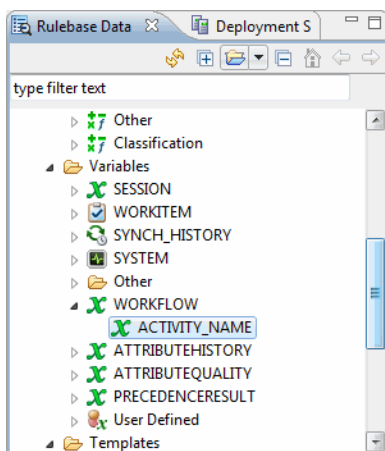 Rulebase Data Deployment S
type filter text
Other
Classification
Variables
SESSION
WORKITEM
SYNCH_HISTORY
SYSTEM
Other
WORKFLOW
ACTIVITY_NAME
ATTRIBUTEHISTORY
ATTRIBUTEQUALITY
PRECEDENCERESULT
User Defined
Templates